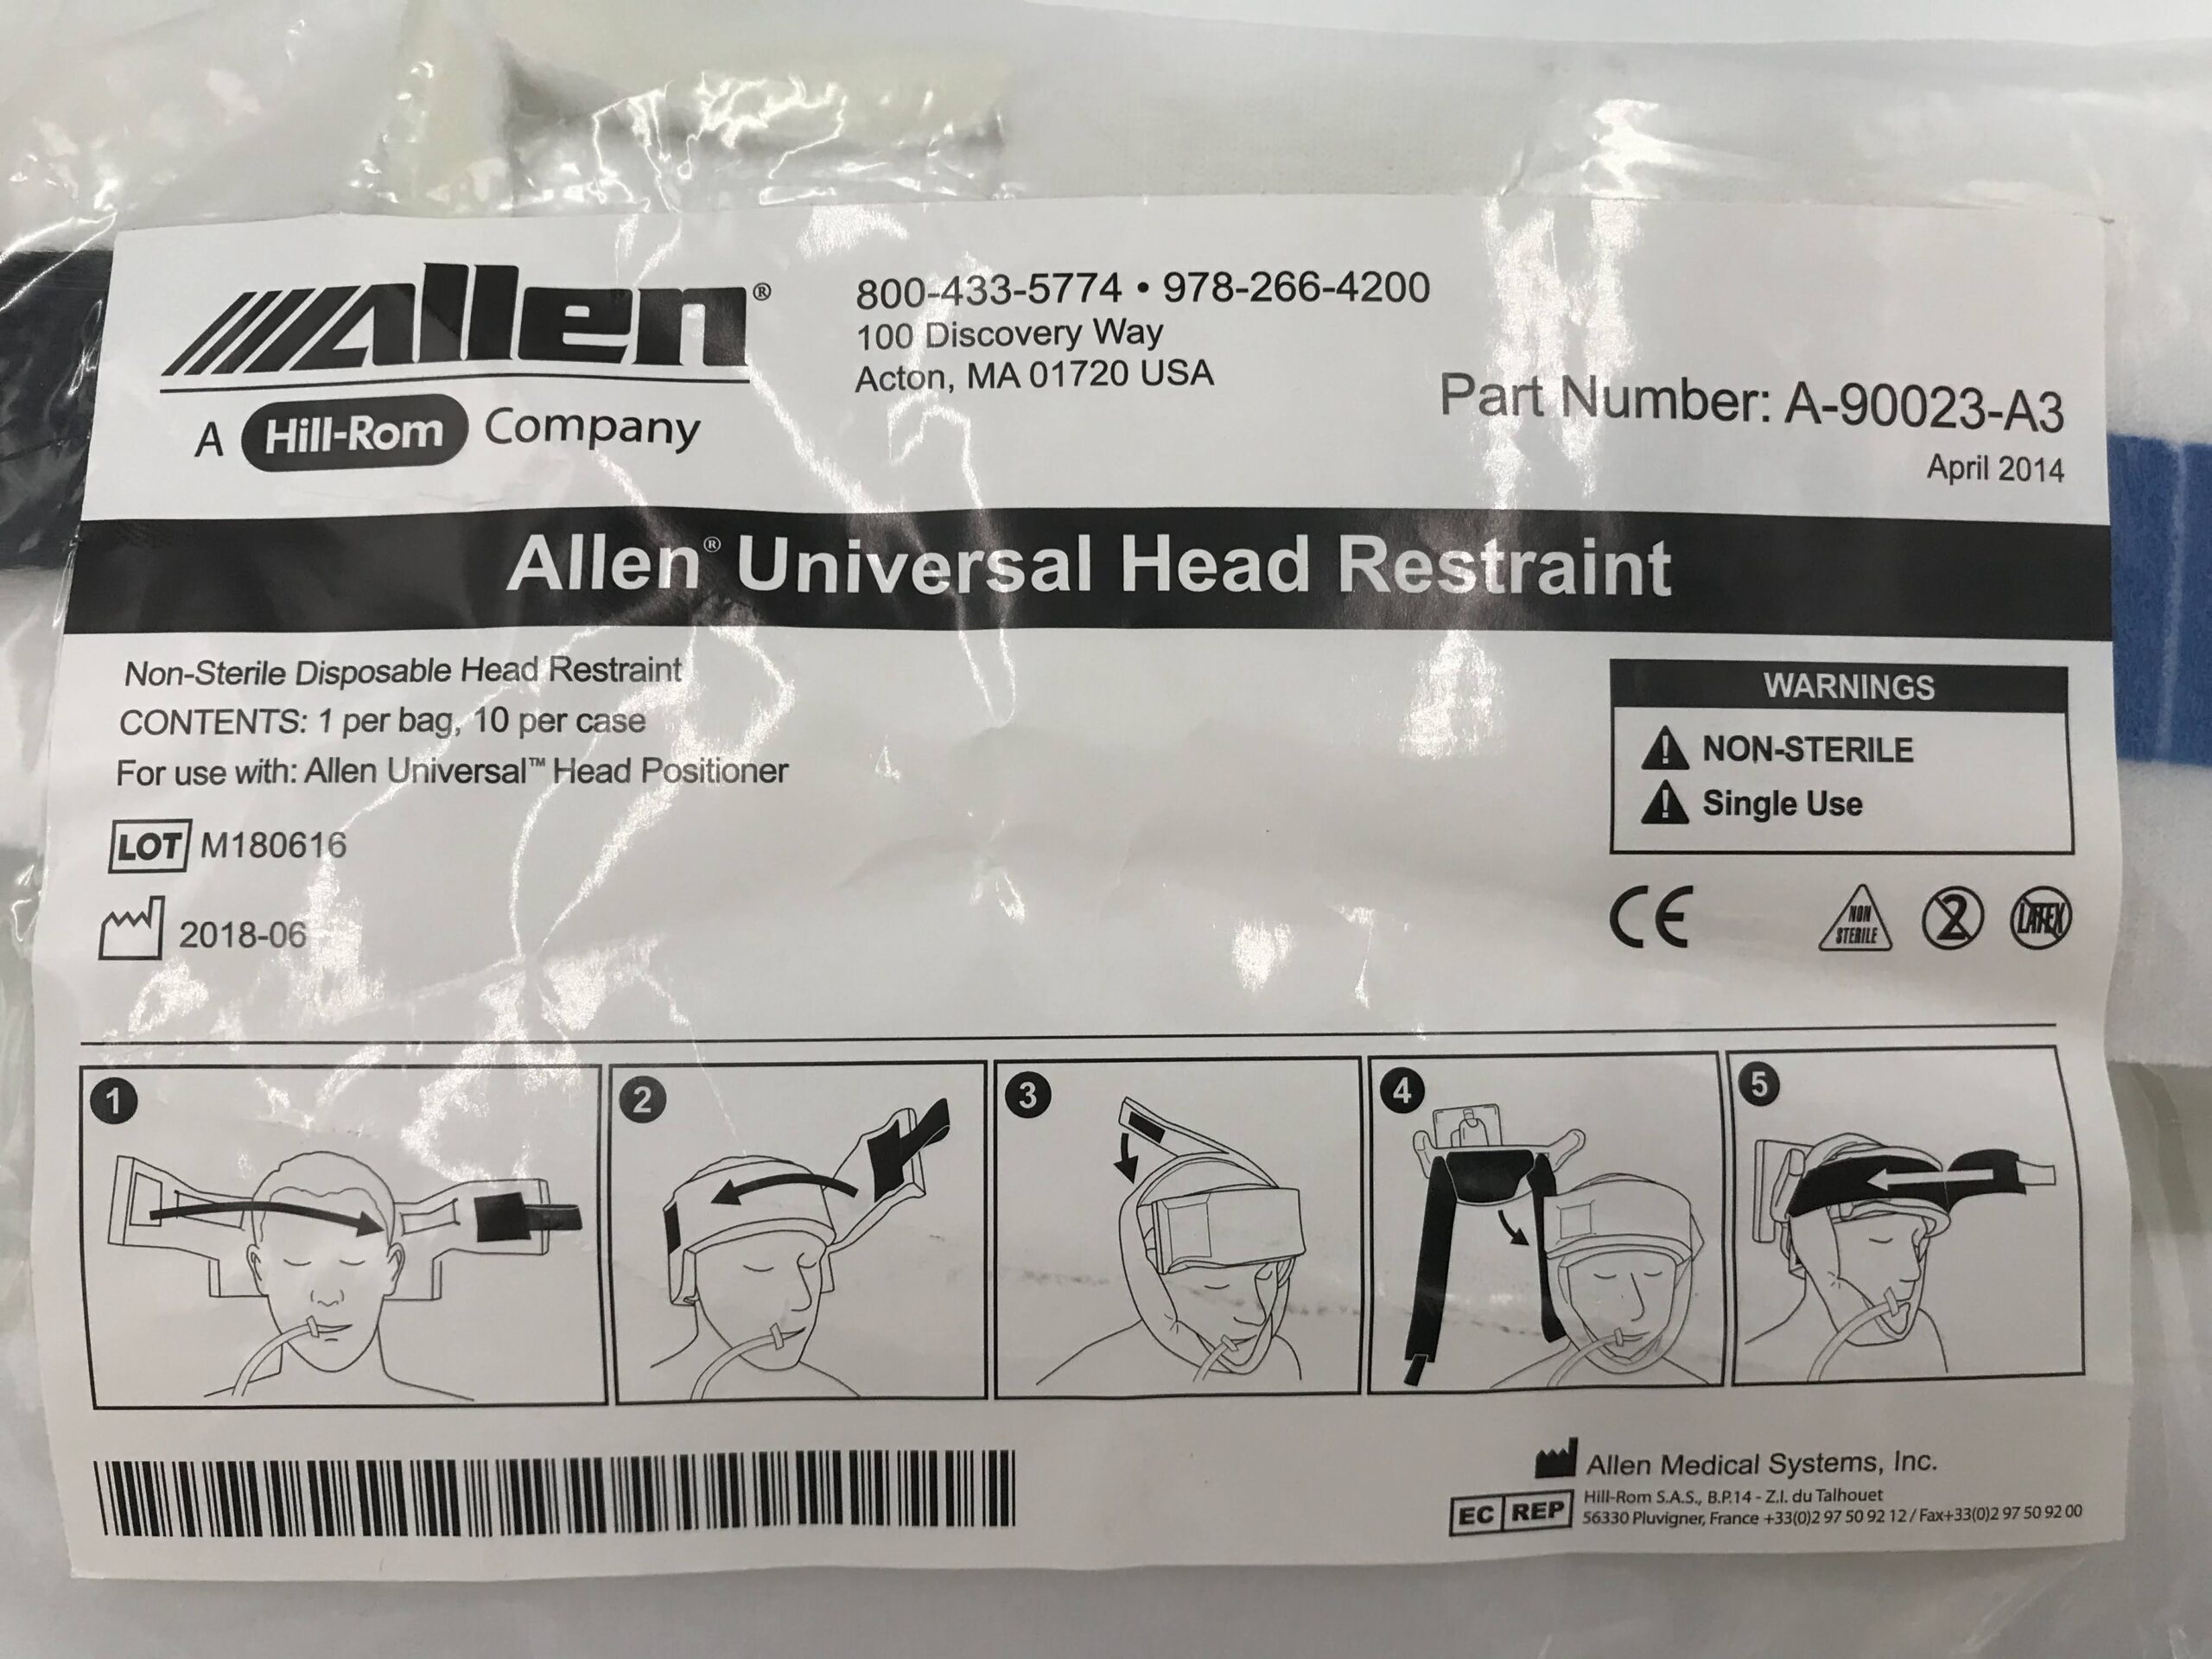 Allen®
A Hill-Rom Company
800-433-5774 • 978-266-4200
100 Discovery Way
Acton, MA 01720 USA
Part Number: A-90023-A3
April 2014
Allen® Universal Head Restraint
Non-Sterile Disposable Head Restraint
CONTENTS: 1 per bag, 10 per case
For use with: Allen Universal™ Head Positioner
LOT M180616
2018-06
WARNINGS
NON-STERILE
Single Use
CE
NON STERILE
2
LATEX
1
2
3
4
5
Allen Medical Systems, Inc.
EC REP
Hill-Rom S.A.S., B.P.14 - Z.I. du Talhouet
56330 Pluvigner, France +33(0)2 97 50 92 12 / Fax+33(0)2 97 50 92 00